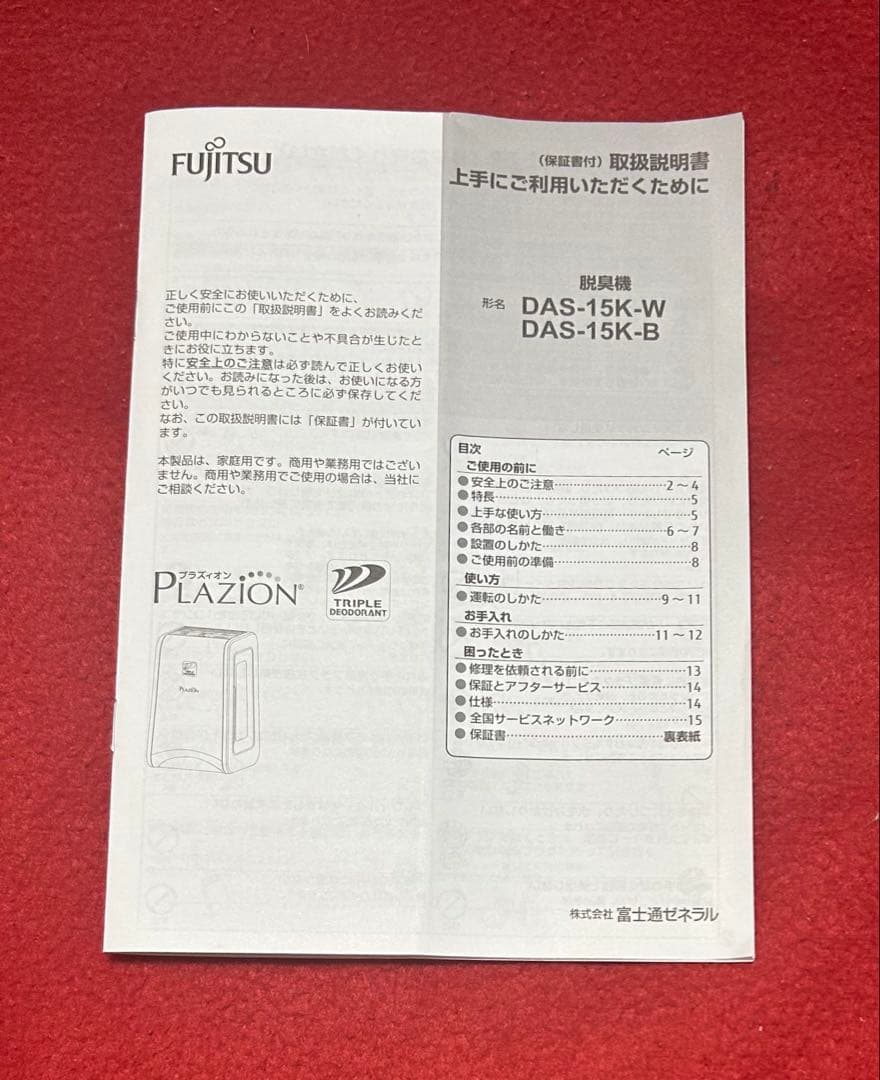 FUJITSU
（保証書付）取扱説明書
上手にご利用いただくために
脱臭機
形名 DAS-15K-W
DAS-15K-B
正しく安全にお使いいただくために、
ご使用前にこの「取扱説明書」をよくお読みくだ
さい。
ご使用中にわからないことや不具合が生じたと
きにお役に立ちます。
特に安全上のご注意は必ず読んで正しくお使い
ください。お読みになった後は、お使いになる方
がいつでも見られるところに必ず保存してくだ
さい。
なお、この取扱説明書には「保証書」が付いてい
ます。
本製品は、家庭用です。商用や業務用ではござい
ません。商用や業務用でご使用の場合は、当社に
ご相談ください。
プラズィオン
PLAZION®
TRIPLE
DEODORANT
PLAZION
目次 ページ
ご使用の前に
●安全上のご注意…………………2～4
●特長…………………5
●上手な使い方…………………5
●各部の名前と働き…………………6～7
●設置のしかた…………………8
●ご使用前の準備…………………8
使い方
●運転のしかた…………………9～11
お手入れ
●お手入れのしかた…………………11～12
困ったとき
●修理を依頼される前に…………………13
●保証とアフターサービス…………………14
●仕様…………………14
●全国サービスネットワーク…………………15
●保証書…………………裏表紙
株式会社 富士通ゼネラル